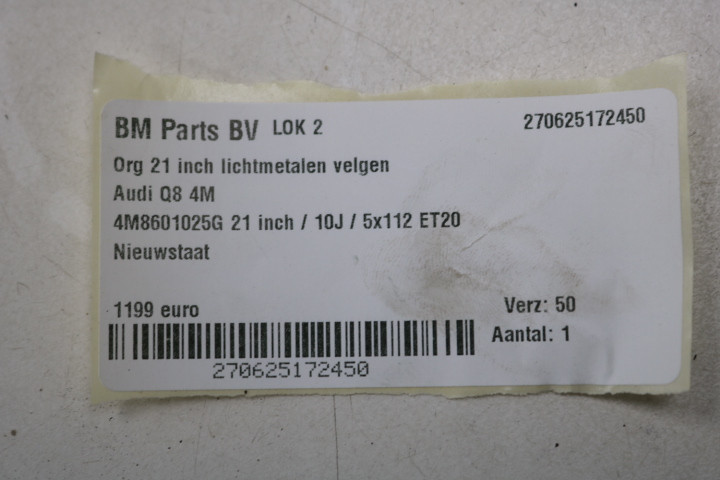 BM Parts BV LOK 2 270625172450
Org 21 inch lichtmetalen velgen
Audi Q8 4M
4M8601025G 21 inch / 10J / 5x112 ET20
Nieuwstaat
1199 euro Verz: 50
Aantal: 1
270625172450